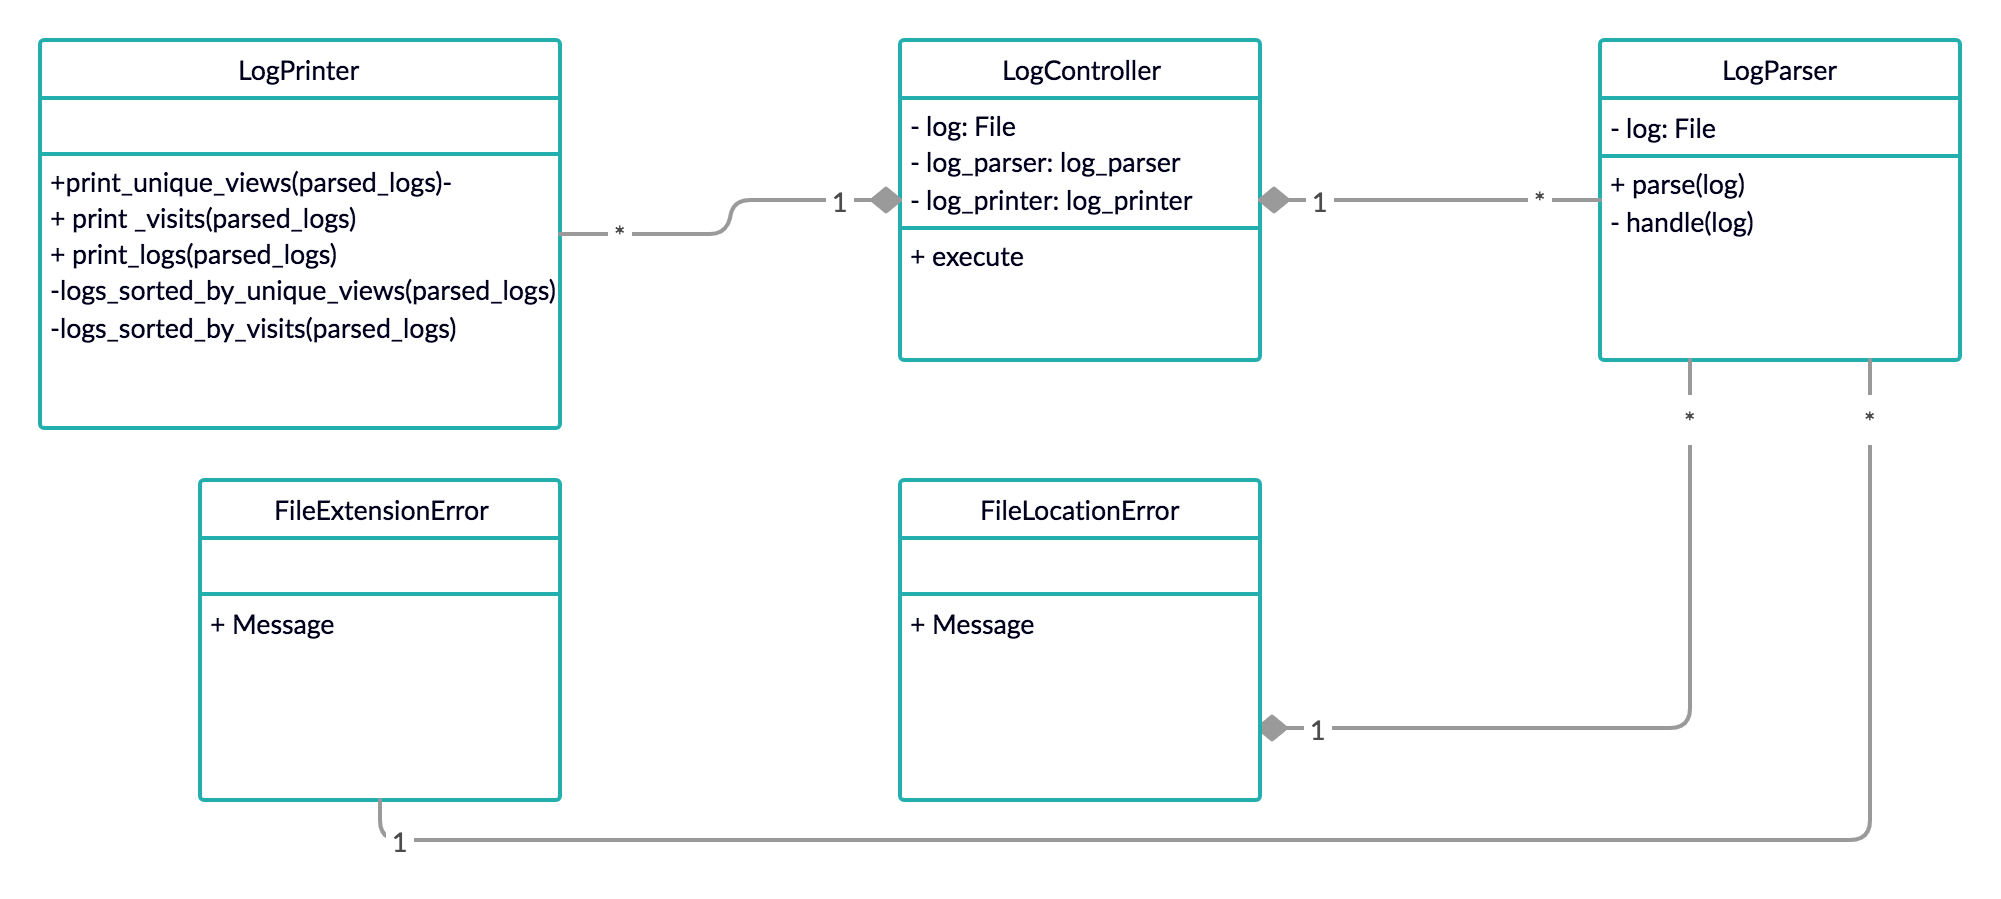 LogPrinter
+print_unique_views(parsed_logs)-
+ print _visits(parsed_logs)
+ print_logs(parsed_logs)
-logs_sorted_by_unique_views(parsed_logs)
-logs_sorted_by_visits(parsed_logs)
*
1
LogController
- log: File
- log_parser: log_parser
- log_printer: log_printer
+ execute
1
*
LogParser
- log: File
+ parse(log)
- handle(log)
*
*
FileExtensionError
+ Message
1
FileLocationError
+ Message
1